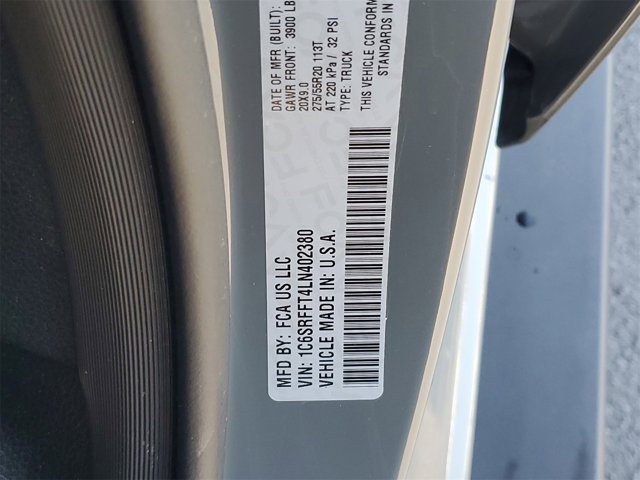 MFD BY: FCA US LLC
VIN: 1C6SRFFT4LN402380
VEHICLE MADE IN: U.S.A.
DATE OF MFR (BUILT):
GAWR FRONT: 3900 LB
20X9.0
275/55R20 113T
AT 220 kPa / 32 PSI
TYPE: TRUCK
THIS VEHICLE CONFORM
STANDARDS IN